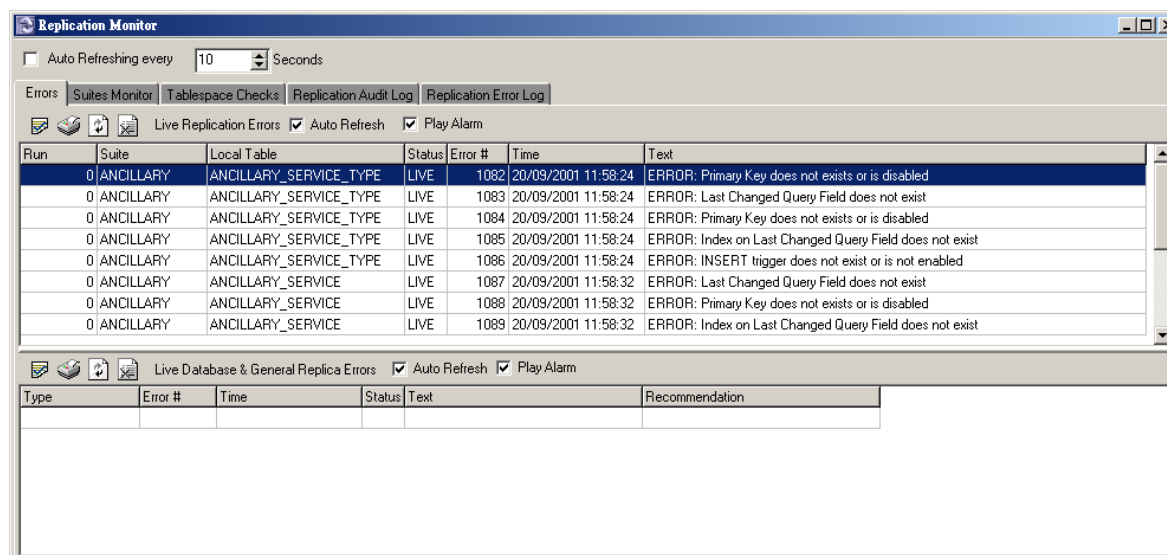 Replication Monitor
Auto Refreshing every 10 Seconds
Errors Suites Monitor Tablespace Checks Replication Audit Log Replication Error Log
Live Replication Errors Auto Refresh Play Alarm
Run Suite Local Table Status Error # Time Text
0 ANCILLARY ANCILLARY_SERVICE_TYPE LIVE 1082 20/09/2001 11:58:24 ERROR: Primary Key does not exists or is disabled
0 ANCILLARY ANCILLARY_SERVICE_TYPE LIVE 1083 20/09/2001 11:58:24 ERROR: Last Changed Query Field does not exist
0 ANCILLARY ANCILLARY_SERVICE_TYPE LIVE 1084 20/09/2001 11:58:24 ERROR: Primary Key does not exists or is disabled
0 ANCILLARY ANCILLARY_SERVICE_TYPE LIVE 1085 20/09/2001 11:58:24 ERROR: Index on Last Changed Query Field does not exist
0 ANCILLARY ANCILLARY_SERVICE_TYPE LIVE 1086 20/09/2001 11:58:24 ERROR: INSERT trigger does not exist or is not enabled
0 ANCILLARY ANCILLARY_SERVICE LIVE 1087 20/09/2001 11:58:32 ERROR: Last Changed Query Field does not exist
0 ANCILLARY ANCILLARY_SERVICE LIVE 1088 20/09/2001 11:58:32 ERROR: Primary Key does not exists or is disabled
0 ANCILLARY ANCILLARY_SERVICE LIVE 1089 20/09/2001 11:58:32 ERROR: Index on Last Changed Query Field does not exist
Live Database & General Replica Errors Auto Refresh Play Alarm
Type Error # Time Status Text Recommendation